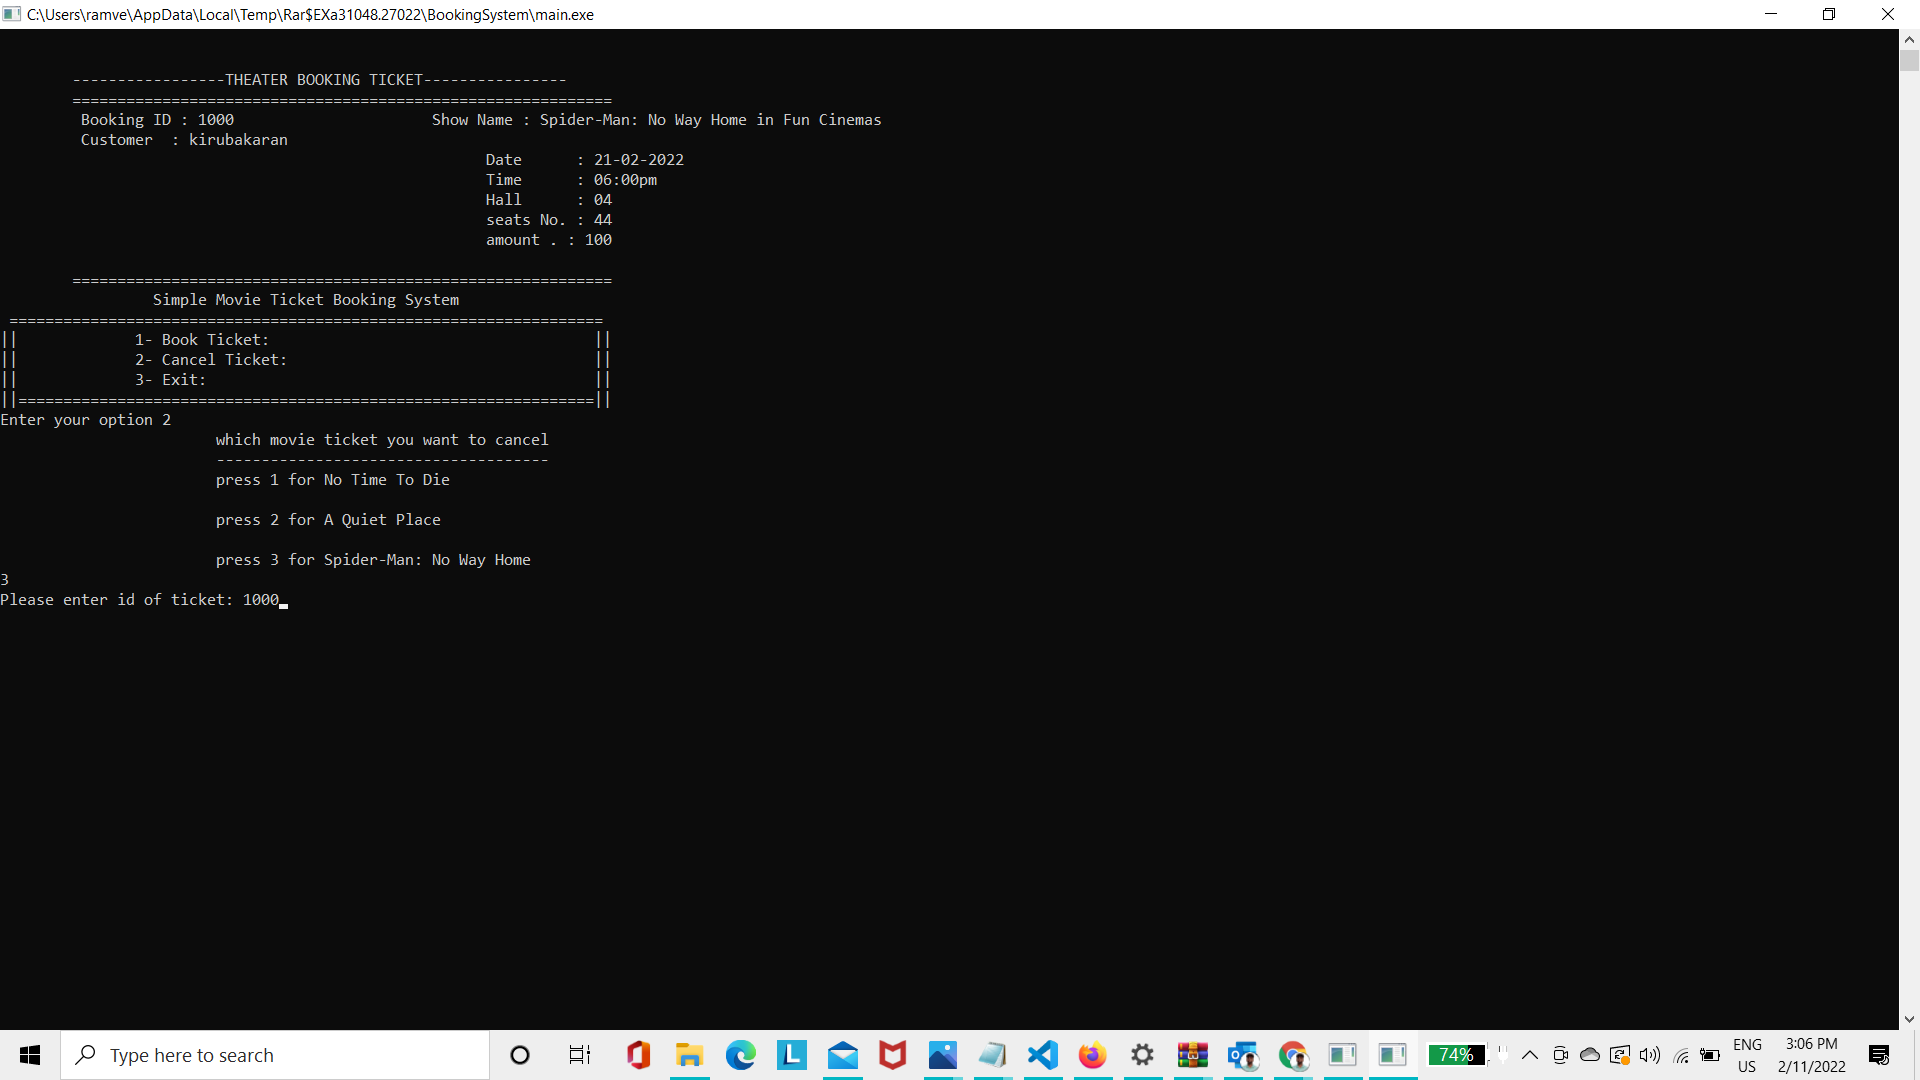 C:\Users\ramve\AppData\Local\Temp\Rar$EXa31048.27022\BookingSystem\main.exe
-----------------THEATER BOOKING TICKET----------------
============================================================
Booking ID : 1000 Show Name : Spider-Man: No Way Home in Fun Cinemas
Customer : kirubakaran
Date : 21-02-2022
Time : 06:00pm
Hall : 04
seats No. : 44
amount . : 100
============================================================
Simple Movie Ticket Booking System
==================================================================
|| 1- Book Ticket: ||
|| 2- Cancel Ticket: ||
|| 3- Exit: ||
||================================================================||
Enter your option 2
which movie ticket you want to cancel
-------------------------------------
press 1 for No Time To Die
press 2 for A Quiet Place
press 3 for Spider-Man: No Way Home
3
Please enter id of ticket: 1000
Type here to search
74%
ENG
US
3:06 PM
2/11/2022